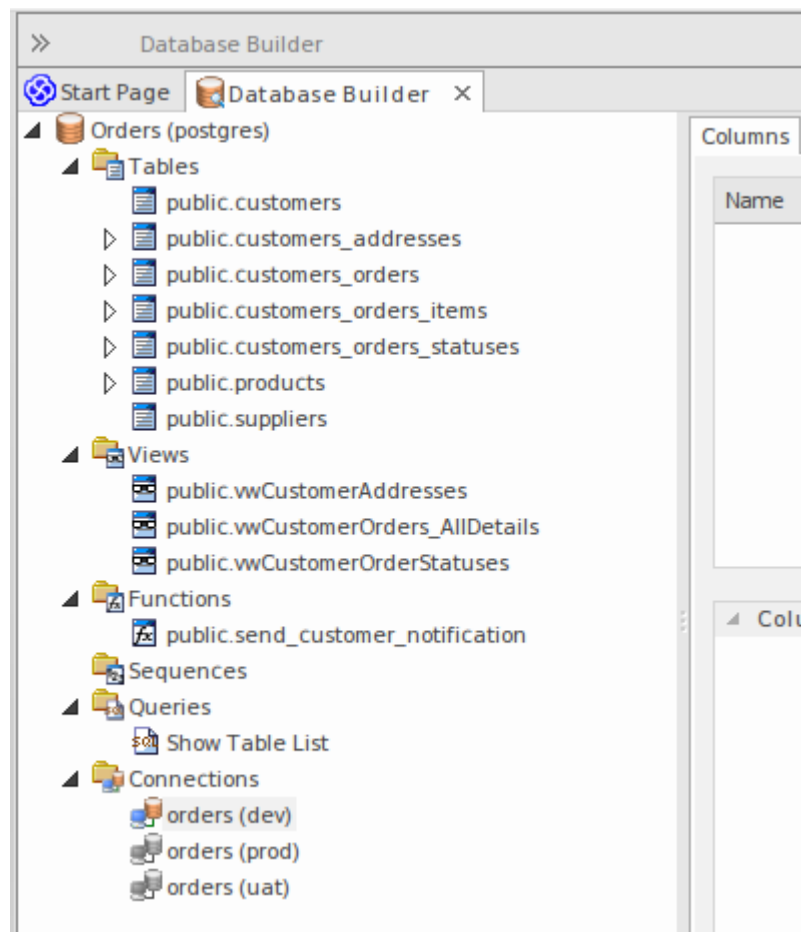 Database Builder
Start Page Database Builder
Orders (postgres)
Columns
Tables
public.customers
Name
public.customers_addresses
public.customers_orders
public.customers_orders_items
public.customers_orders_statuses
public.products
public.suppliers
Views
public.vwCustomerAddresses
public.vwCustomerOrders_AllDetails
public.vwCustomerOrderStatuses
Functions
public.send_customer_notification
Colu
Sequences
Queries
Show Table List
Connections
orders (dev)
orders (prod)
orders (uat)